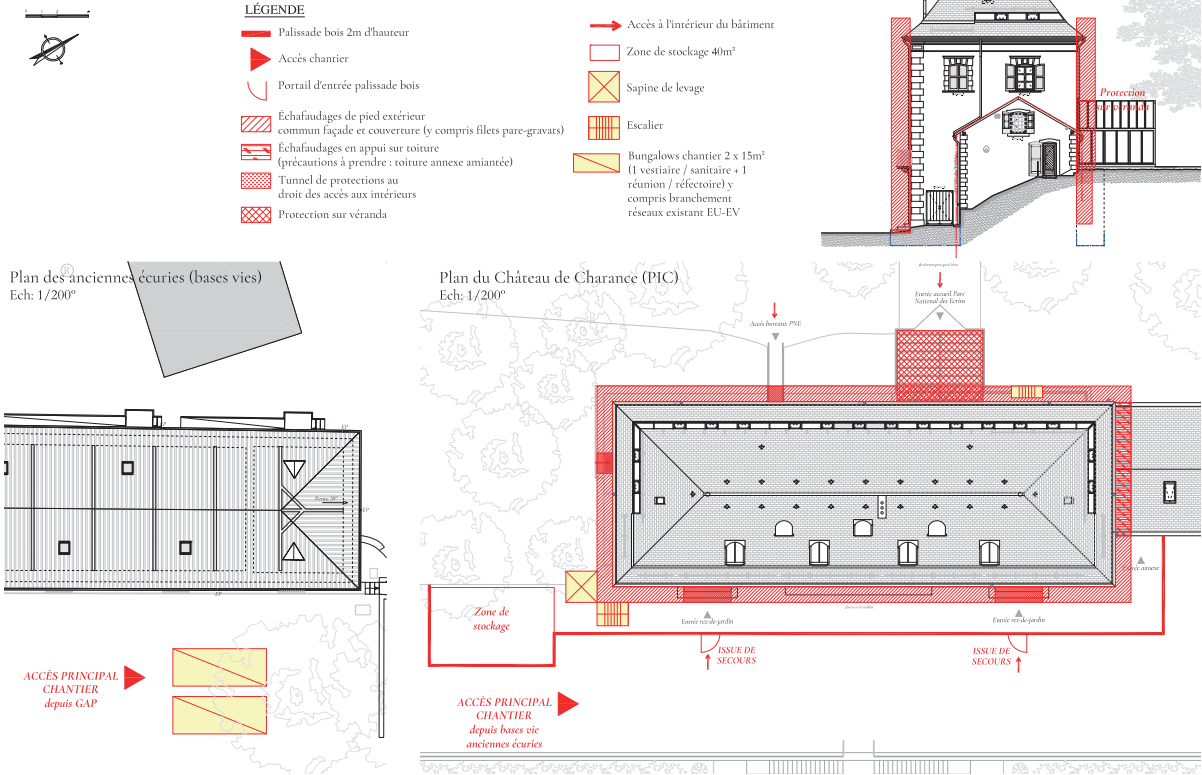 LÉGENDE
Palissade bois 2m d'hauteur
Accès chantier
Portail d'entrée palissade bois
Échafaudages de pied extérieur
façade et couverture (y compris filets pare-gravats)
Échafaudages en appui sur toiture
(précautions à prendre : toiture annexe amiantée)
Tunnel de protections au
droit des accès aux intérieurs
Protection sur véranda
Accès à l'intérieur du bâtiment
Zone de stockage 40m²
Sapine de levage
Escalier
Bungalows chantier 2 x 15m²
(1 vestiaire / sanitaire + 1
réunion / réfectoire) y
compris branchement
réseaux existant EU-EV
Protection
sur véranda
Plan des anciennes écuries (bases vies)
Ech: 1/200°
EP
EP
EP
ACCÈS PRINCIPAL
CHANTIER
depuis GAP
Plan du Château de Charance (PIC)
Ech: 1/200°
Entrée accueil Parc
National des Ecrins
Accès bureaux PNE
Entrée annexe
Zone de
stockage
Entrée rez-de-jardin
Entrée rez-de-jardin
ISSUE DE
SECOURS
ISSUE DE
SECOURS
ACCÈS PRINCIPAL
CHANTIER
depuis bases vie
anciennes écuries